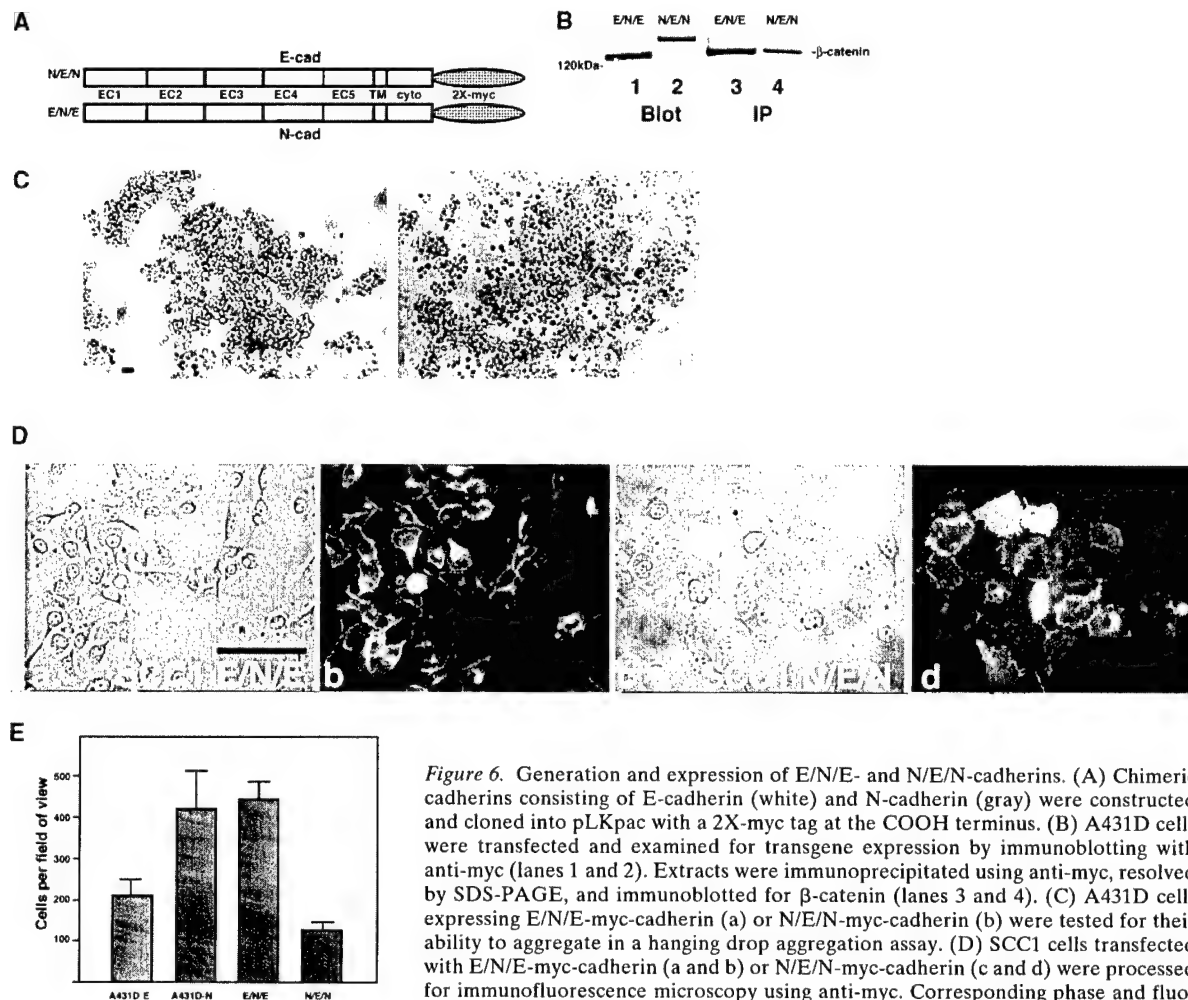 A
E-cad
N/E/N
EC1 EC2 EC3 EC4 EC5 TM cyto 2X-myc
E/N/E
N-cad
B
E/N/E N/E/N E/N/E N/E/N
-β-catenin
120kDa-
1 2 3 4
Blot IP
C
D
a E/N/E
b
N/E/N
d
E
Cells per field of view
500
400
300
200
100
A431D E A431D-N E/N/E N/E/N
Figure 6. Generation and expression of E/N/E- and N/E/N-cadherins. (A) Chimeri
cadherins consisting of E-cadherin (white) and N-cadherin (gray) were constructed
and cloned into pLKpac with a 2X-myc tag at the COOH terminus. (B) A431D cell
were transfected and examined for transgene expression by immunoblotting with
anti-myc (lanes 1 and 2). Extracts were immunoprecipitated using anti-myc, resolved
by SDS-PAGE, and immunoblotted for β-catenin (lanes 3 and 4). (C) A431D cell
expressing E/N/E-myc-cadherin (a) or N/E/N-myc-cadherin (b) were tested for thei
ability to aggregate in a hanging drop aggregation assay. (D) SCC1 cells transfected
with E/N/E-myc-cadherin (a and b) or N/E/N-myc-cadherin (c and d) were processed
for immunofluorescence microscopy using anti-myc. Corresponding phase and fluo